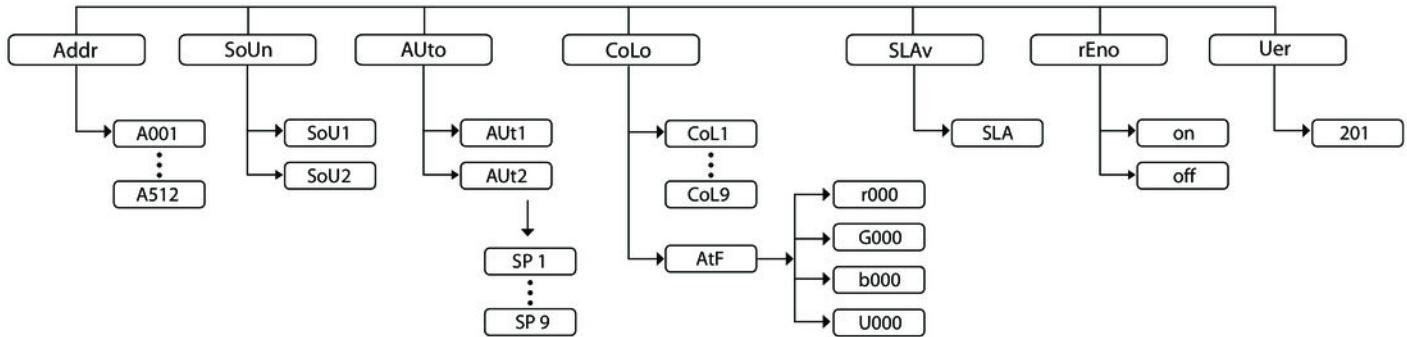 Addr SoUn AUto CoLo SLAv rEno Uer
A001 SoU1 AUt1 CoL1 SLA on 201
A512 SoU2 AUt2 CoL9 off
r000
G000
SP 1 AtF
b000
SP 9 U000